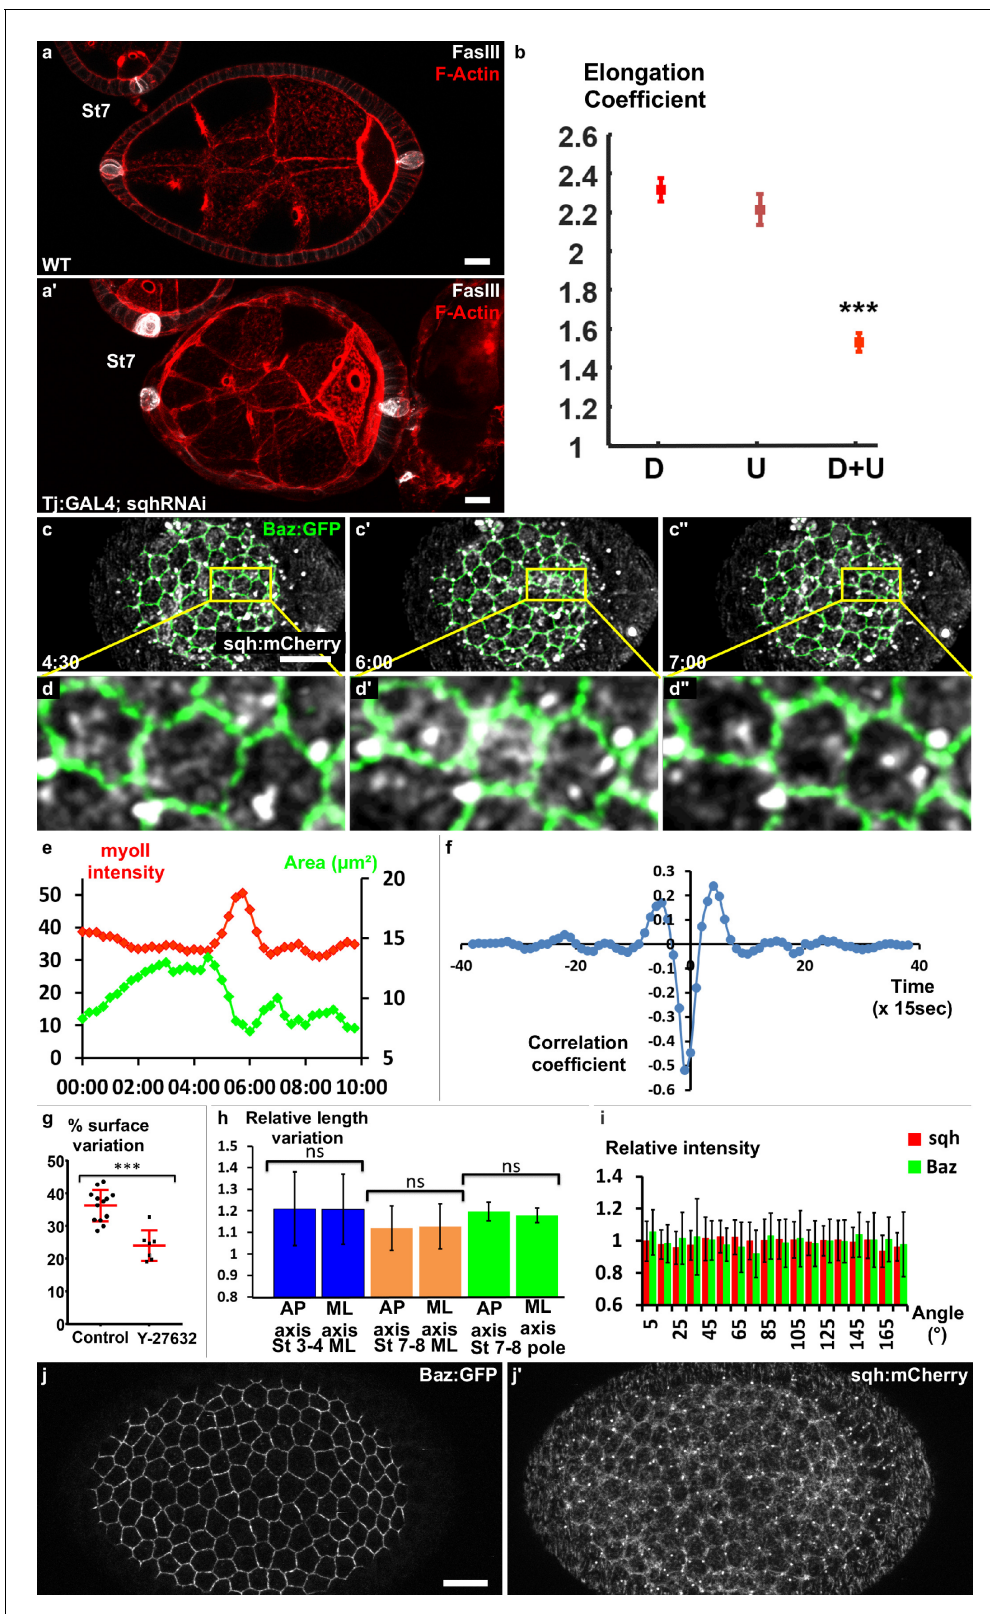 a
FasIII
F-Actin
St7
WT
a'
FasIII
F-Actin
St7
Tj:GAL4; sqhRNAi
b
Elongation
Coefficient
2.6
2.4
2.2
2
1.8
1.6
1.4
1.2
1
***
D U D+U
c
Baz:GFP
sqh:mCherry
4:30
c'
6:00
c"
7:00
d
d'
d"
e
myoII
intensity
Area (µm²)
50
40
30
20
10
0
20
15
10
5
00:00 02:00 04:00 06:00 08:00 10:00
f
0.3
0.2
0.1
0
-0.1
-0.2
-0.3
-0.4
-0.5
-0.6
-40 -20 0 20 40
Time
(x 15sec)
Correlation
coefficient
g
% surface
variation
***
50
40
30
20
10
0
Control Y-27632
h
Relative length
variation
1.5
1.4
1.3
1.2
1.1
1
0.9
0.8
ns
ns
ns
AP ML AP ML AP ML
axis axis axis axis axis axis
St 3-4 ML St 7-8 ML St 7-8 pole
i
Relative intensity
sqh
Baz
1.4
1.2
1.0
0.8
0.6
5 25 45 65 85 105 125 145 165
Angle
(°)
j
Baz:GFP
j'
sqh:mCherry